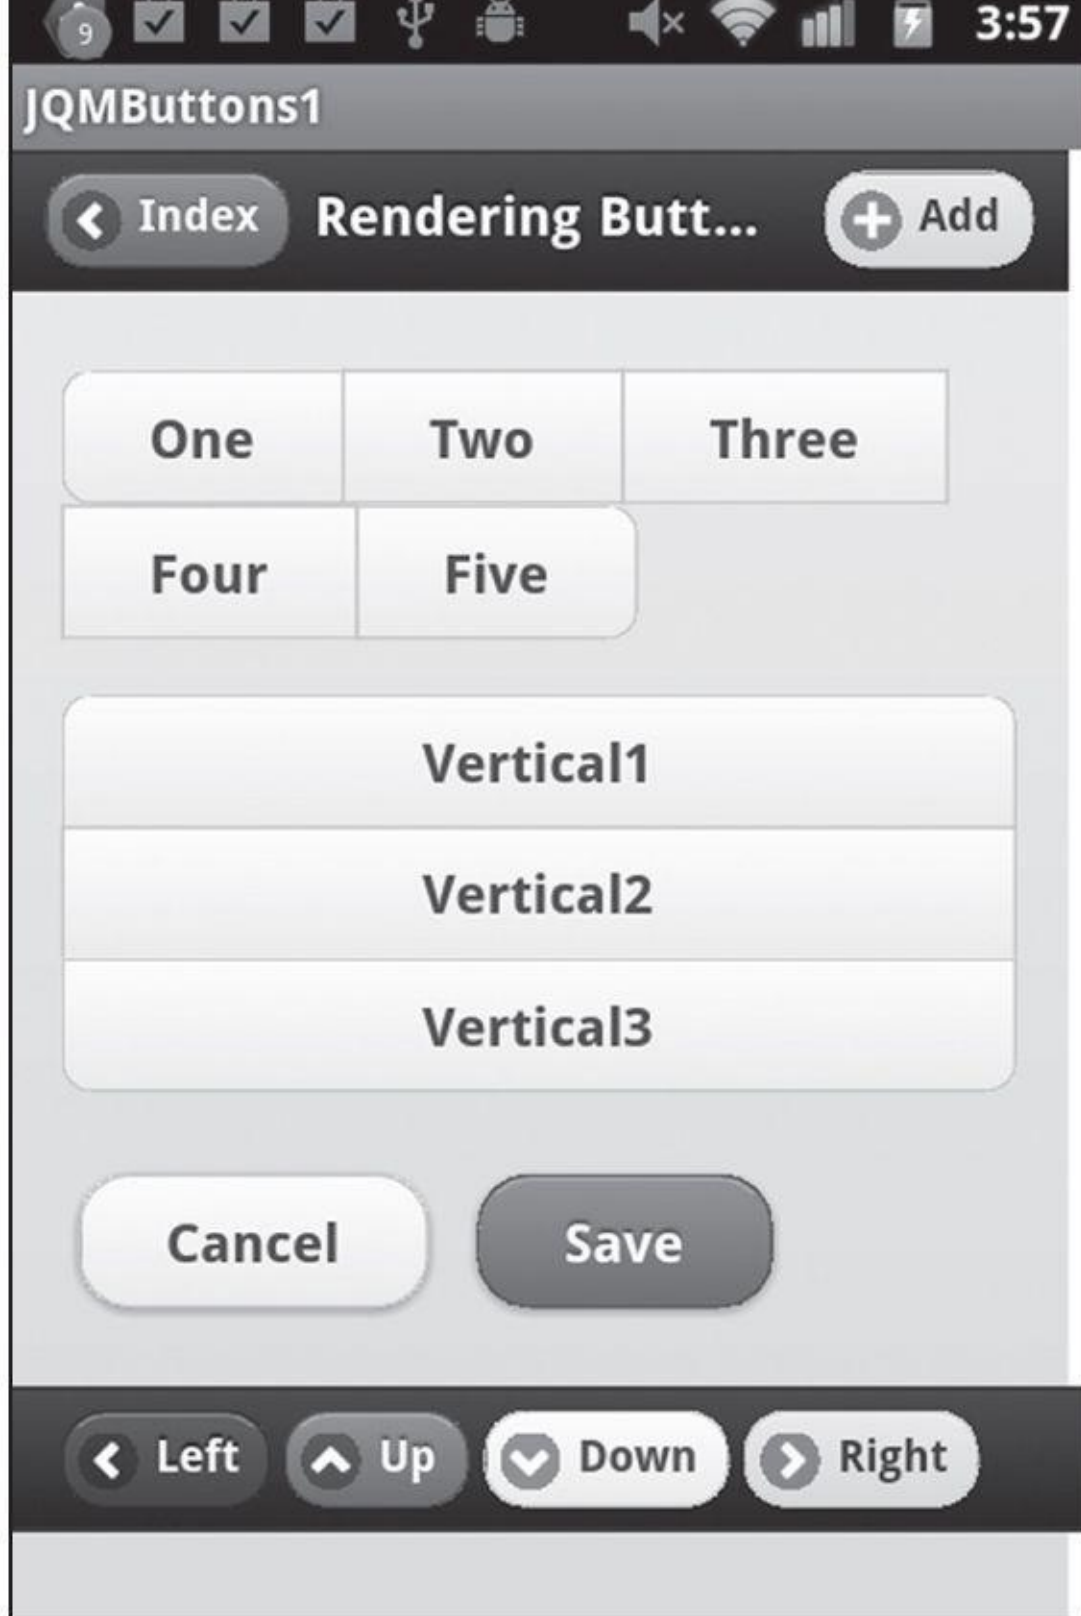 9 3:57
JQMButtons1
Index Rendering Butt... Add
One Two Three
Four Five
Vertical1
Vertical2
Vertical3
Cancel Save
Left Up Down Right